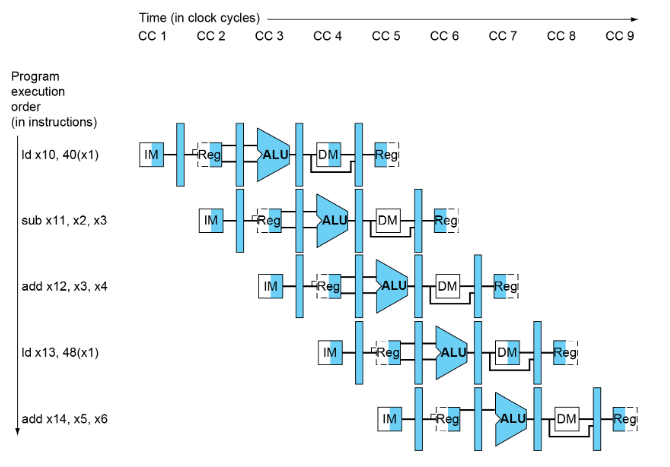 Time (in clock cycles)
CC 1 CC 2 CC 3 CC 4 CC 5 CC 6 CC 7 CC 8 CC 9
Program
execution
order
(in instructions)
ld x10, 40(x1) IM Reg ALU DM Reg
sub x11, x2, x3 IM Reg ALU DM Reg
add x12, x3, x4 IM Reg ALU DM Reg
ld x13, 48(x1) IM Reg ALU DM Reg
add x14, x5, x6 IM Reg ALU DM Reg